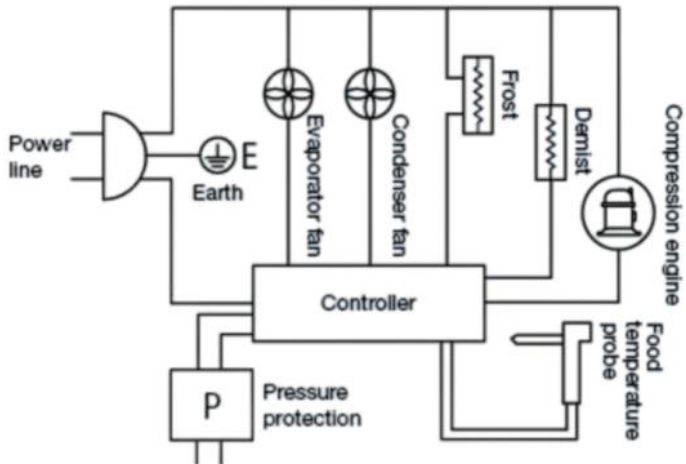 Power
line
E
Earth
Evaporator fan
Condenser fan
Frost
Demist
Compression engine
Controller
Food
temperature
probe
P
Pressure
protection